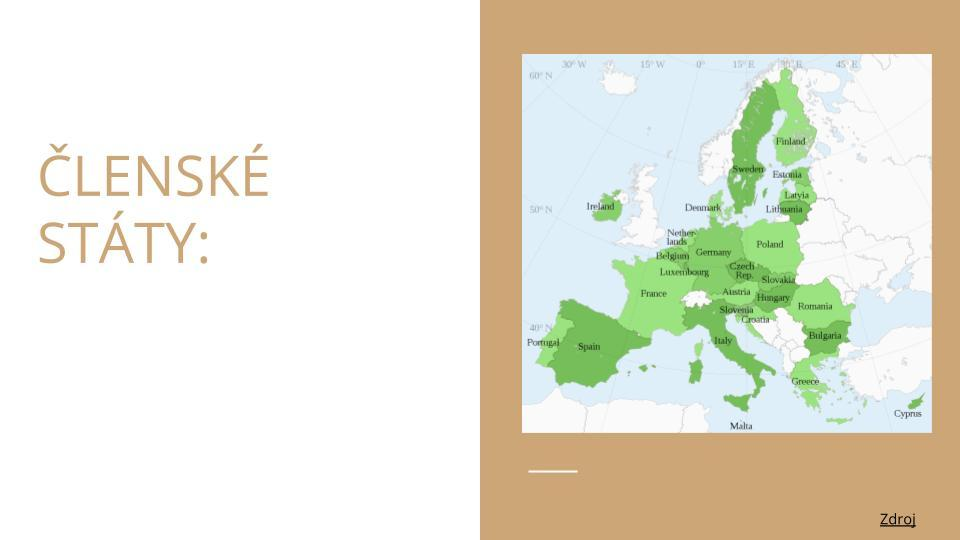 ČLENSKÉ
STÁTY:
30° W 15° W 0° 15° E 30° E 45° E
60° N
Finland
Sweden
Estonia
Latvia
Ireland
Denmark
Lithuania
50° N
Nether-
lands
Poland
Germany
Belgium
Czech
Rep.
Luxembourg
Slovakia
Austria
France
Hungary
Romania
Slovenia
Croatia
40° N
Bulgaria
Portugal
Spain
Italy
Greece
Cyprus
Malta
Zdroj